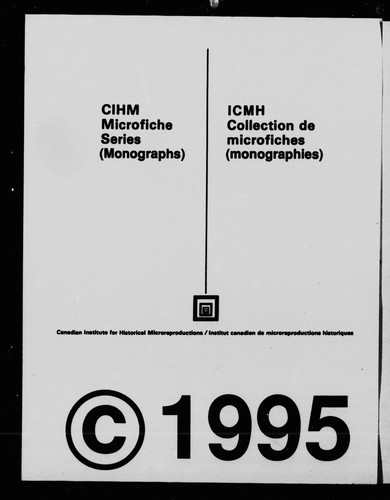 CIHM
Microfiche
Series
(Monographs)
ICMH
Collection de
microfiches
(monographies)
Canadian Institute for Historical Microreproductions / Institut canadien de microreproductions historiques
© 1995